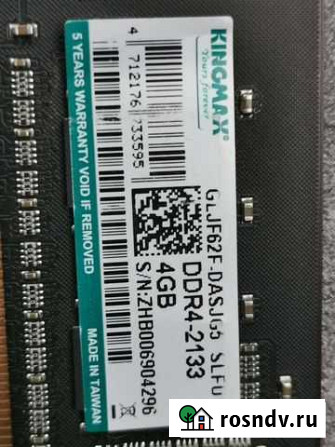 5 YEARS WARRANTY VOID IF REMOVED
MADE IN TAIWAN
4 712176 733595
KINGMAX®
Yours forever
GLJF62F-DASJG5 SLFU
DDR4-2133
4GB
S/N:ZHB006904296
rosndv.ru